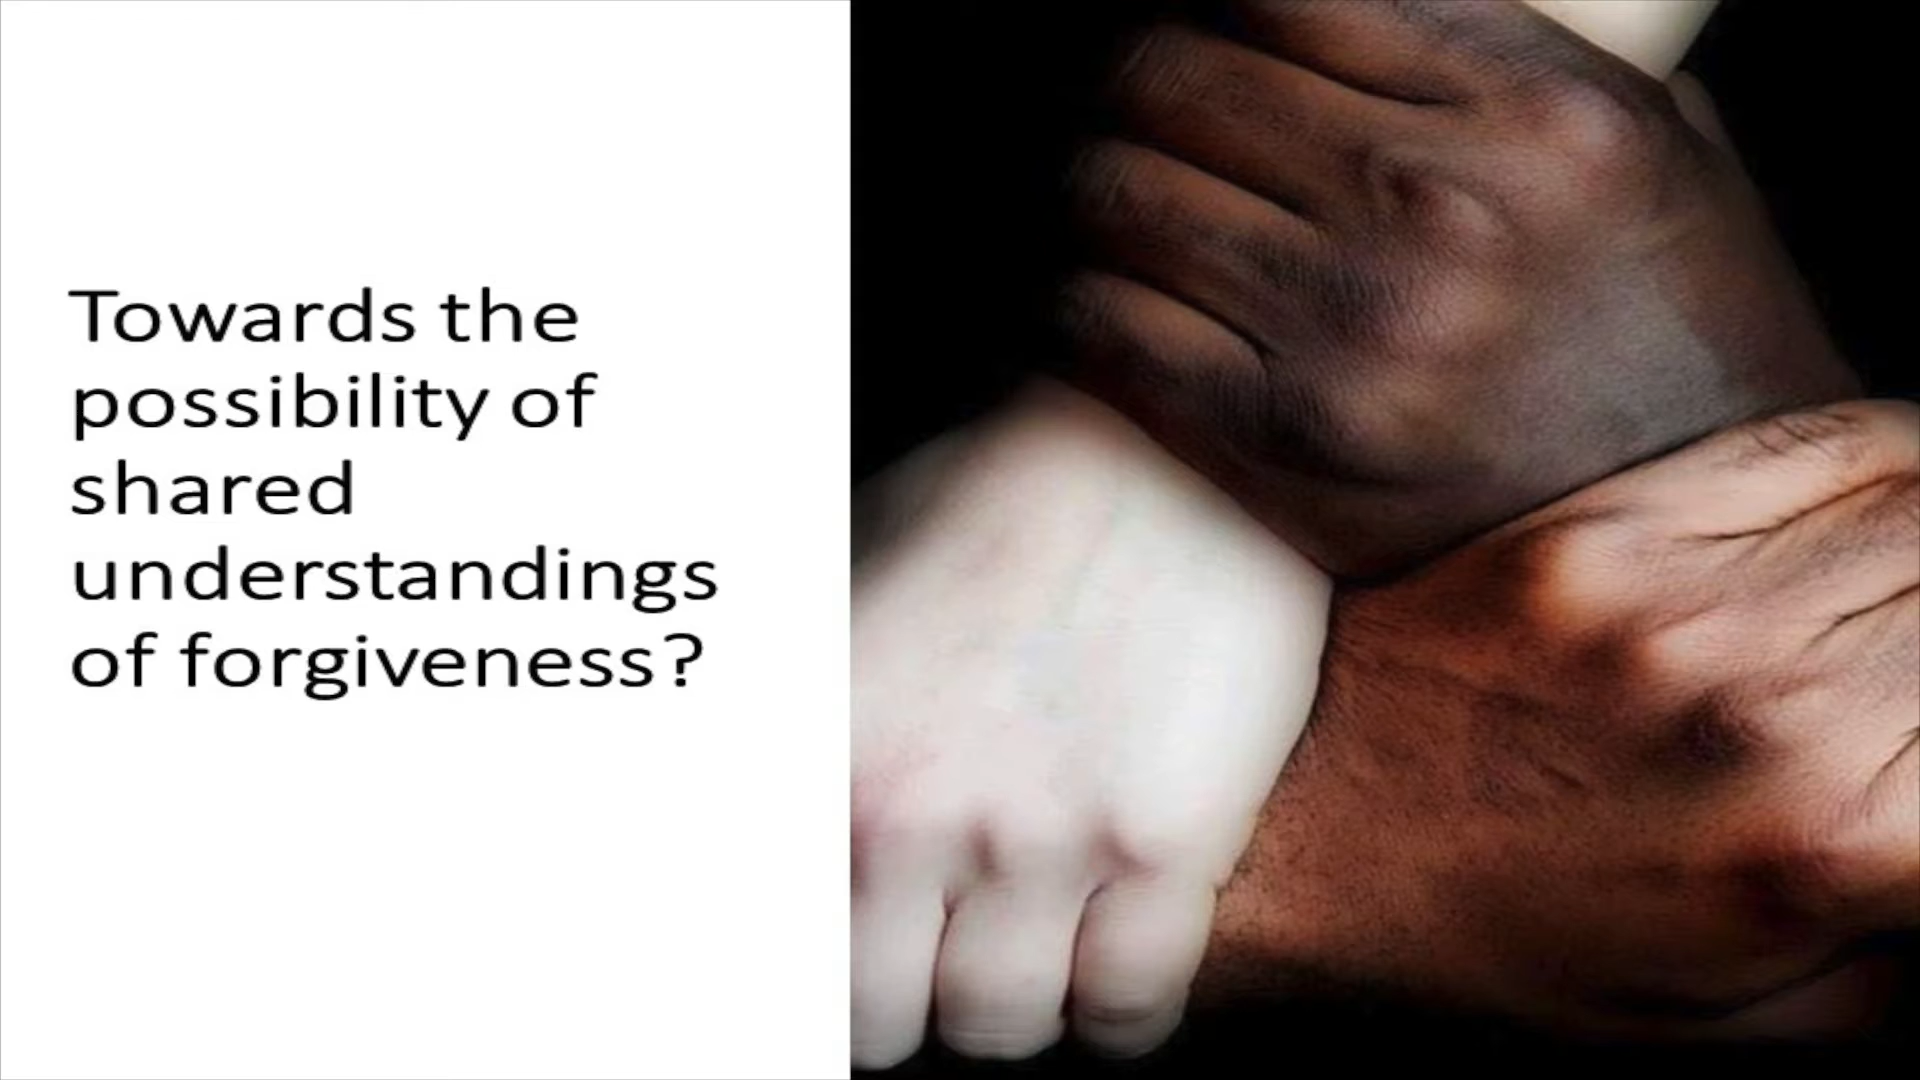 Towards the
possibility of
shared
understandings
of forgiveness?